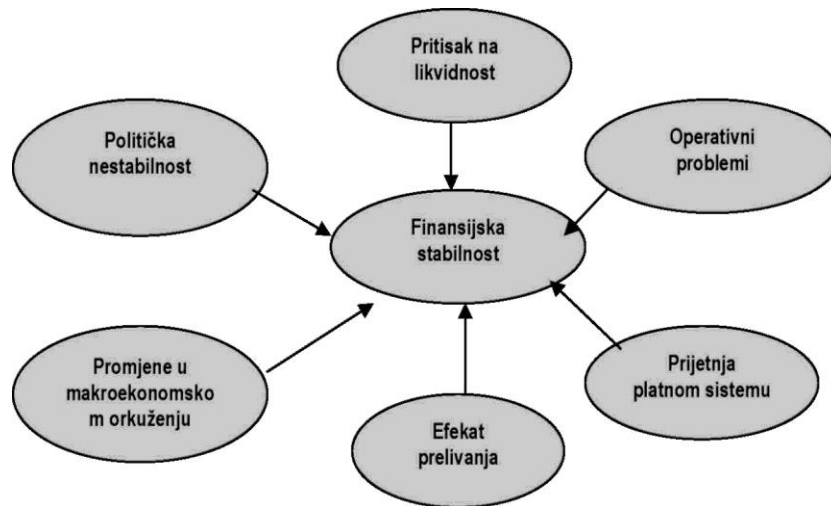 Pritisak na
likvidnost
Politička
nestabilnost
Operativni
problemi
Finansijska
stabilnost
Promjene u
makroekonomsko
m orkuženju
Prijetnja
platnom sistemu
Efekat
prelivanja